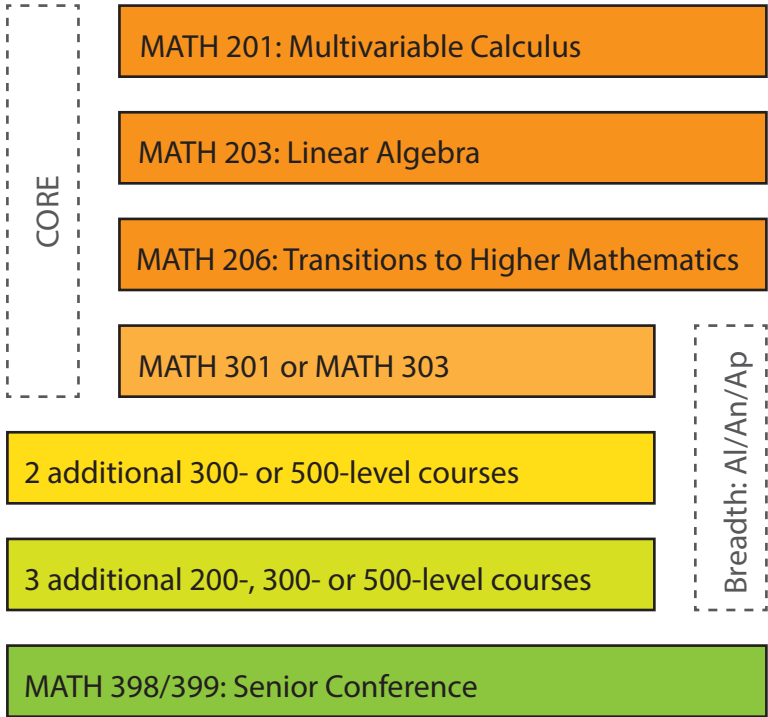 CORE
MATH 201: Multivariable Calculus
MATH 203: Linear Algebra
MATH 206: Transitions to Higher Mathematics
MATH 301 or MATH 303
Breadth: Al/An/Ap
2 additional 300- or 500-level courses
3 additional 200-, 300- or 500-level courses
MATH 398/399: Senior Conference